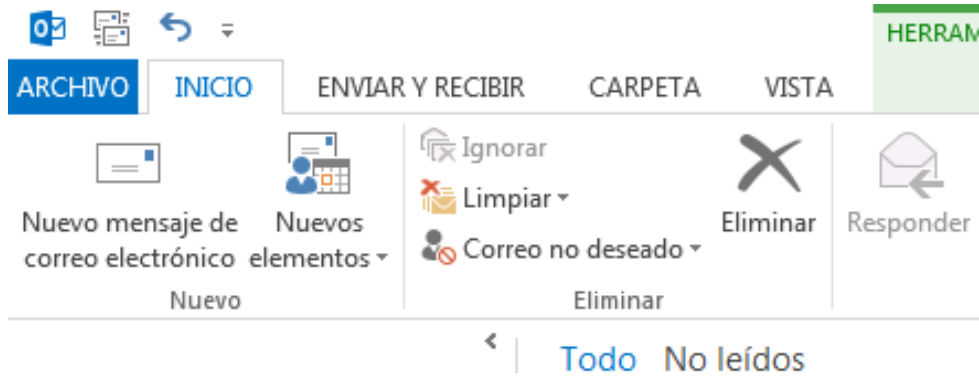 HERRAM
ARCHIVO INICIO ENVIAR Y RECIBIR CARPETA VISTA
Ignorar
Limpiar
Nuevo mensaje de correo electrónico
Nuevos elementos
Correo no deseado
Eliminar
Responder
Nuevo
Eliminar
Todo No leídos